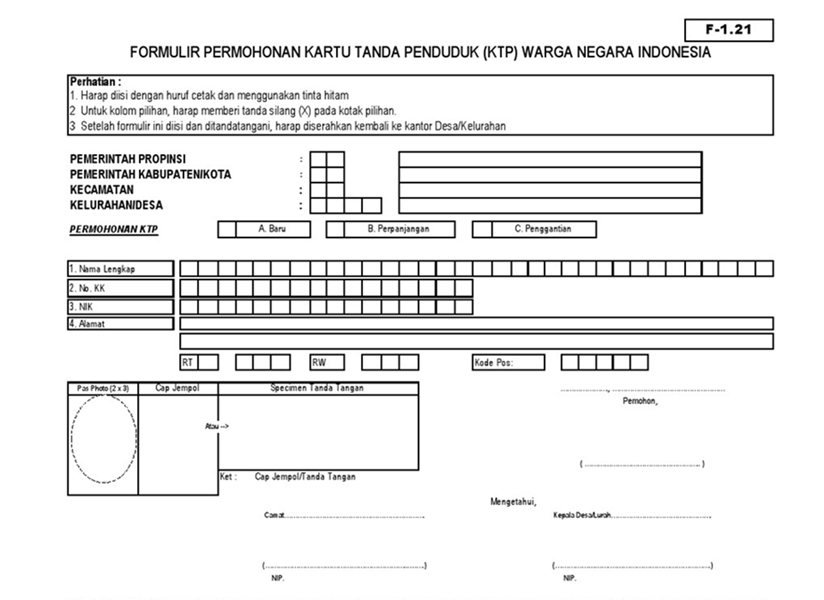 F-1.21
FORMULIR PERMOHONAN KARTU TANDA PENDUDUK (KTP) WARGA NEGARA INDONESIA
Perhatian :
1. Harap diisi dengan huruf cetak dan menggunakan tinta hitam
2 Untuk kolom pilihan, harap memberi tanda silang (X) pada kotak pilihan.
3 Setelah formulir ini diisi dan ditandatangani, harap diserahkan kembali ke kantor Desa/Kelurahan
PEMERINTAH PROPINSI :
PEMERINTAH KABUPATEN/KOTA :
KECAMATAN :
KELURAHAN/DESA :
PERMOHONAN KTP A. Baru B. Perpanjangan C. Penggantian
1. Nama Lengkap
2. No. KK
3. NIK
4. Alamat
RT RW Kode Pos:
Pas Photo (2 x 3) Cap Jempol Specimen Tanda Tangan
Atau -->
Ket : Cap Jempol/Tanda Tangan
................., ........................................
Pemohon,
( ........................................ )
Mengetahui,
Camat................................................. Kepala Desa/Lurah...................................
(.......................................................) (.....................................................)
NIP. NIP.